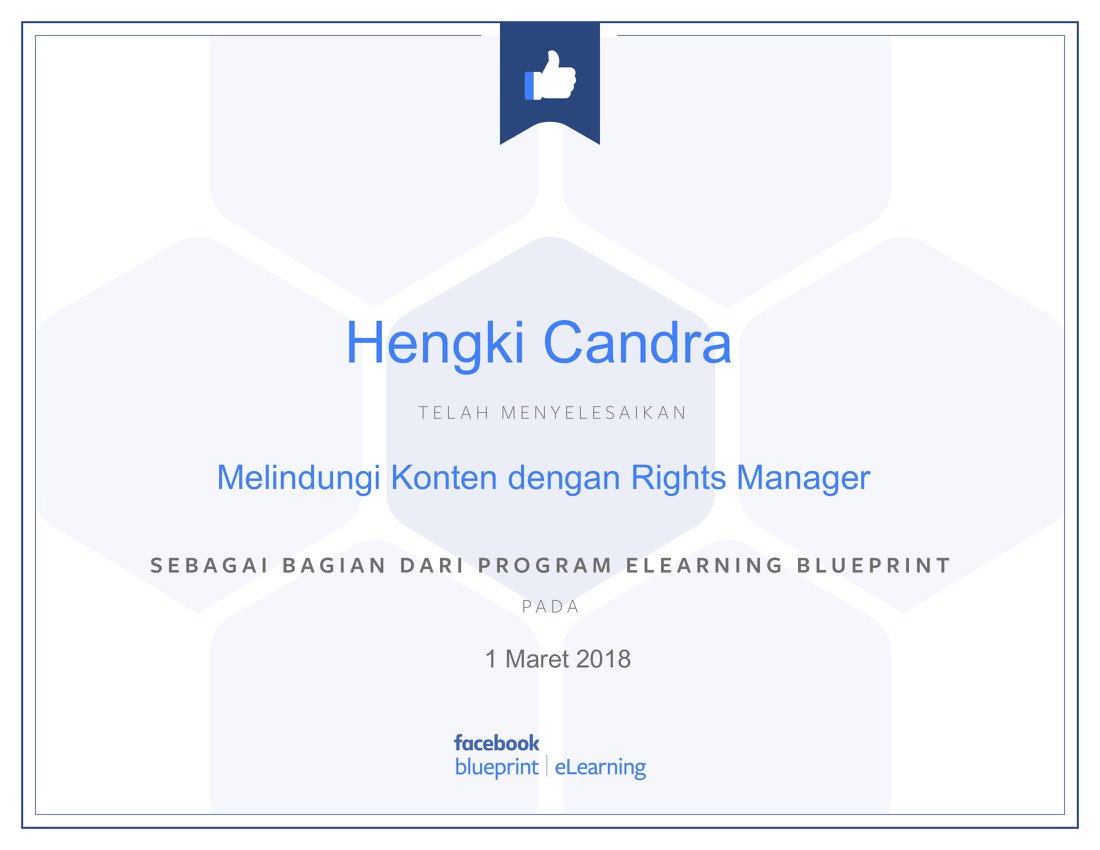 Hengki Candra
TELAH MENYELESAIKAN
Melindungi Konten dengan Rights Manager
SEBAGAI BAGIAN DARI PROGRAM ELEARNING BLUEPRINT
PADA
1 Maret 2018
facebook
blueprint | eLearning